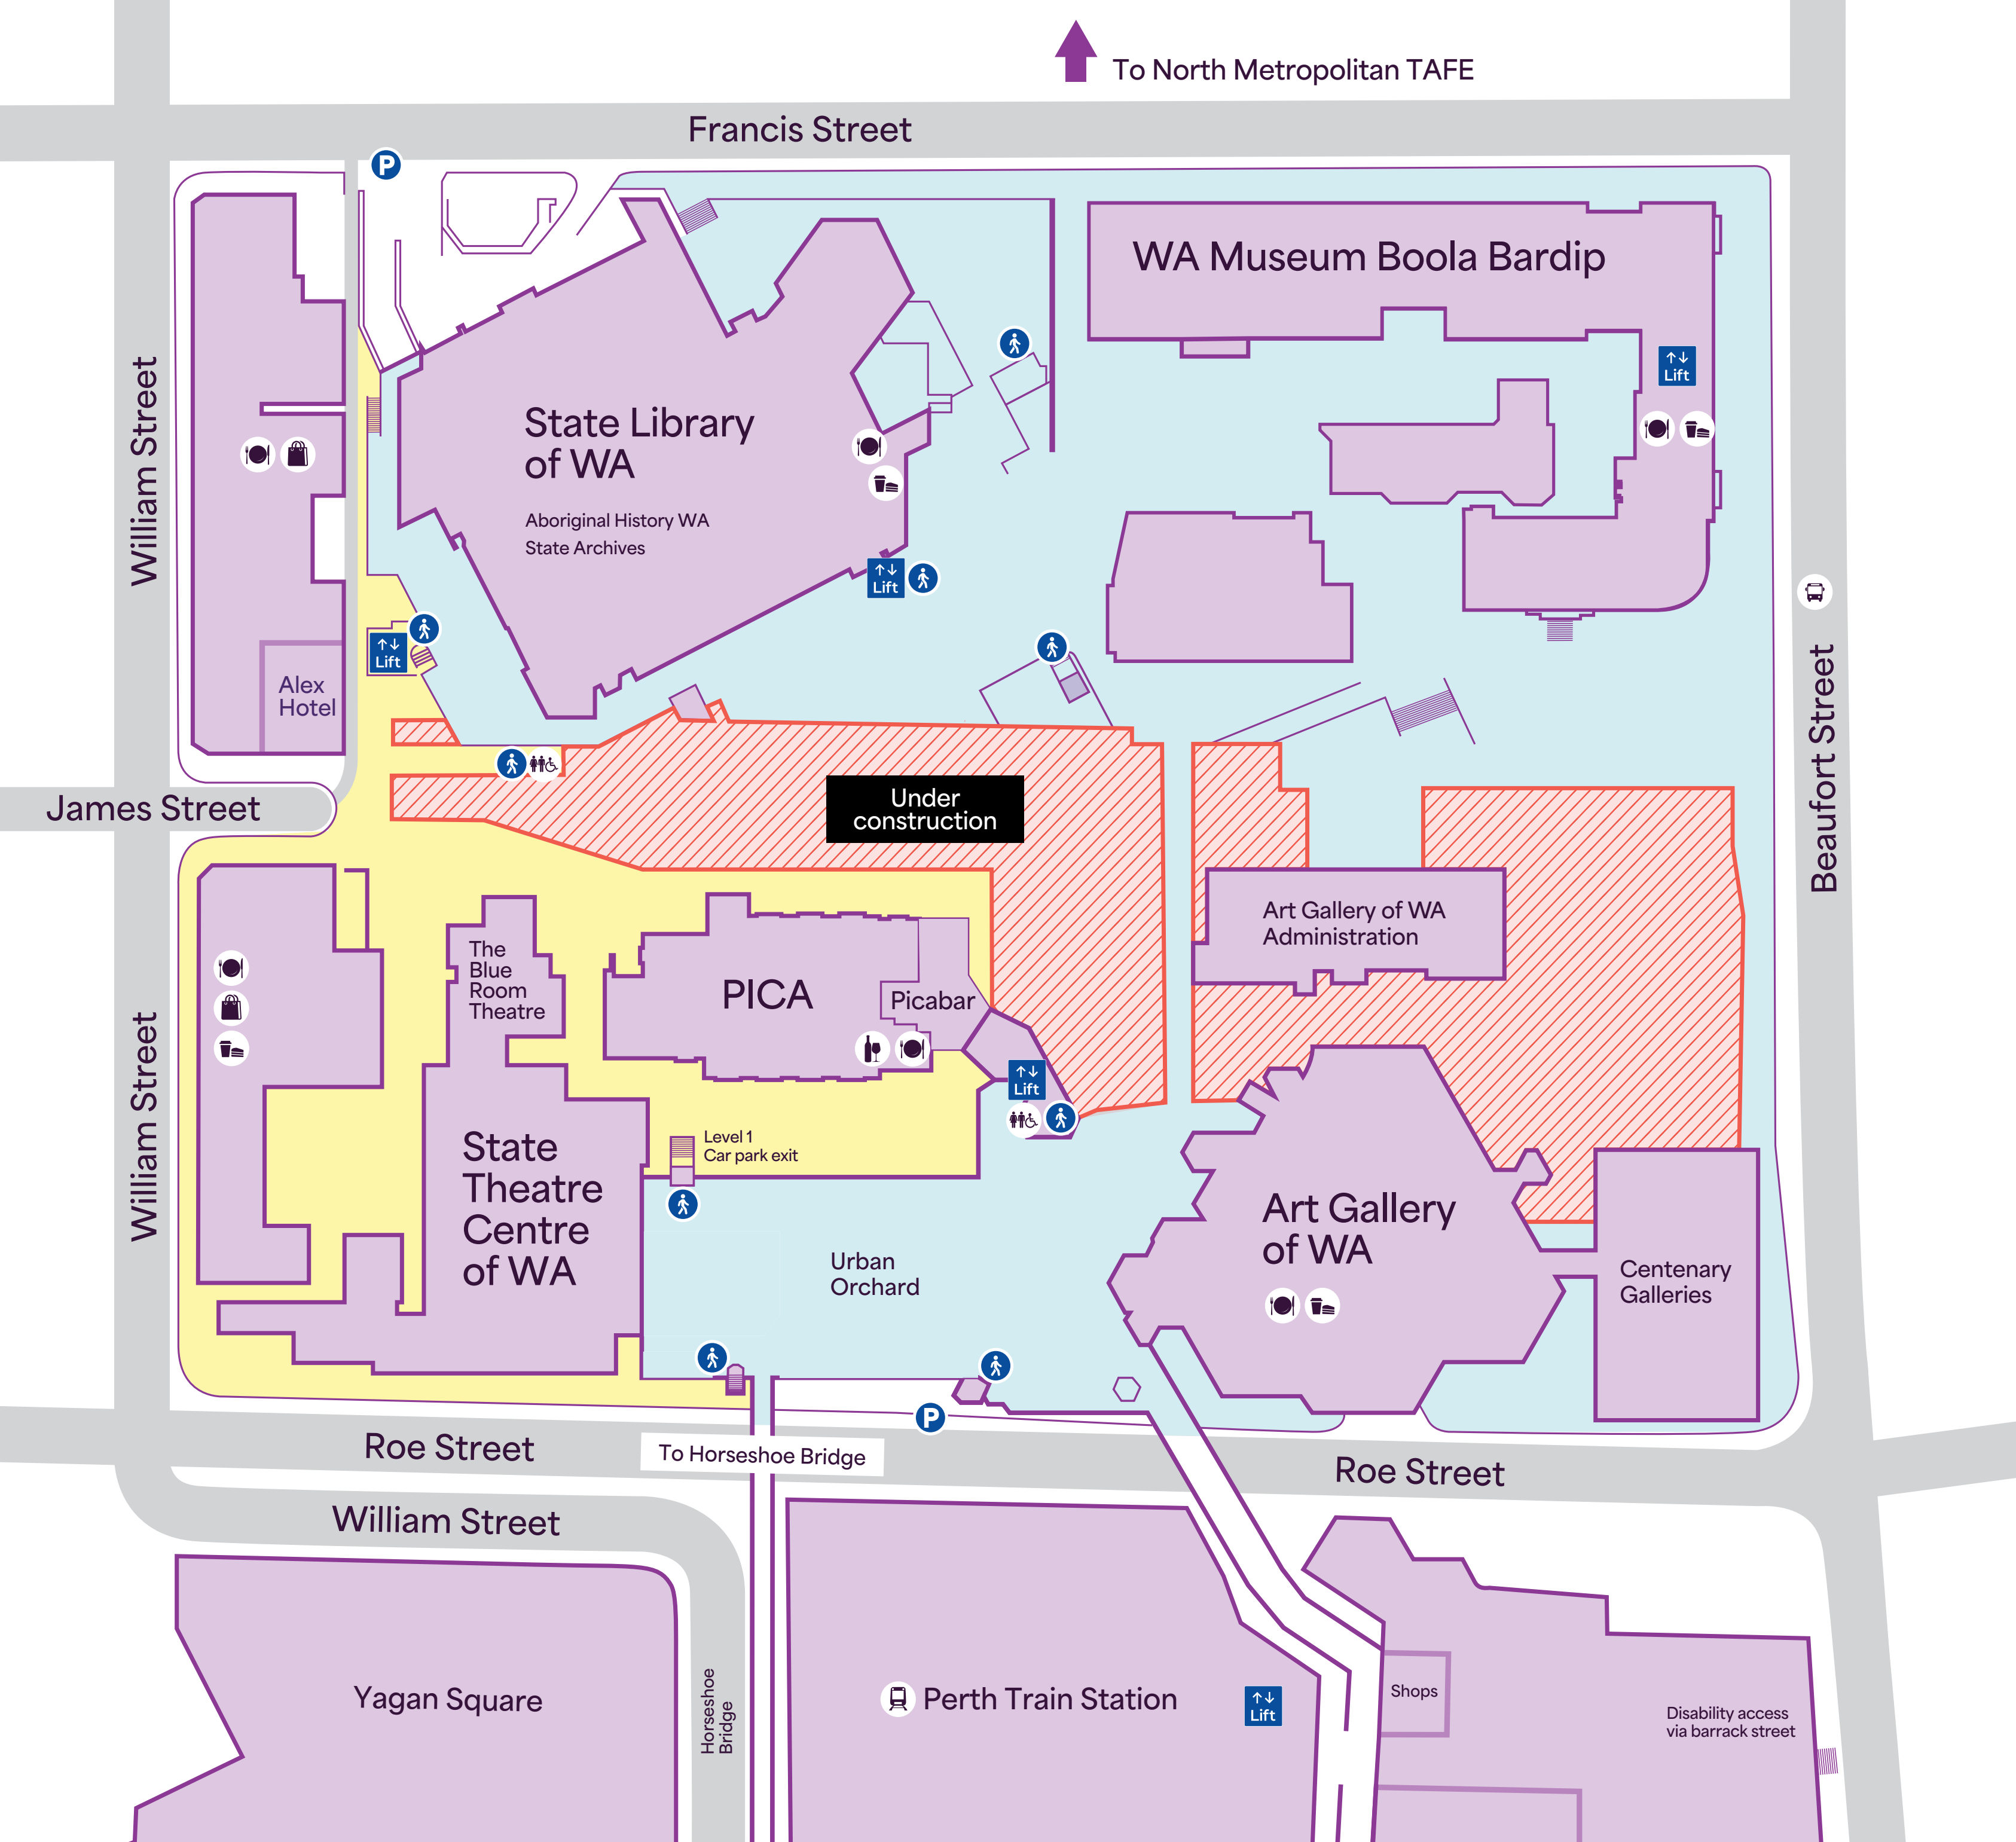 To North Metropolitan TAFE
Francis Street
P
WA Museum Boola Bardip
William Street
State Library
of WA
Aboriginal History WA
State Archives
Lift
Lift
Lift
Alex
Hotel
Beaufort Street
James Street
Under
construction
Art Gallery of WA
Administration
The
Blue
Room
Theatre
PICA
Picabar
Lift
William Street
Level 1
Car park exit
State
Theatre
Centre
of WA
Urban
Orchard
Art Gallery
of WA
Centenary
Galleries
P
Roe Street
To Horseshoe Bridge
Roe Street
William Street
Yagan Square
Horseshoe
Bridge
Perth Train Station
Lift
Shops
Disability access
via barrack street